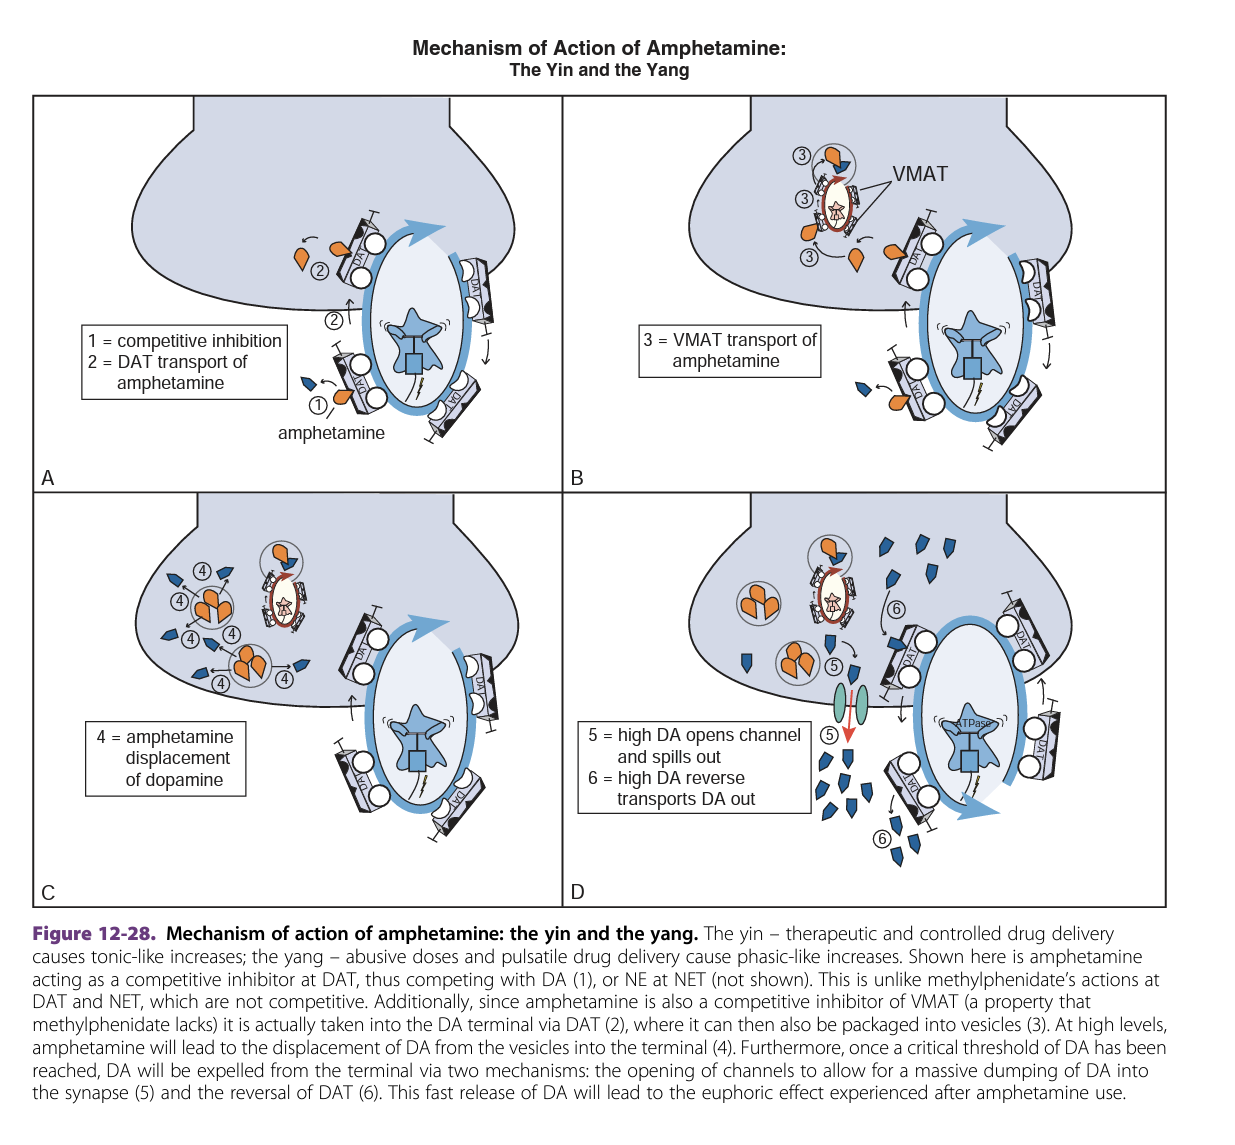 Mechanism of Action of Amphetamine:
The Yin and the Yang
2
DAT
DAT
2
1 = competitive inhibition
2 = DAT transport of
amphetamine
DAT
DAT
1
amphetamine
A
3
VMAT
3
3
DAT
DAT
3 = VMAT transport of
amphetamine
DAT
DAT
B
4
4
4
4
4
4
DAT
DAT
4 = amphetamine
displacement
of dopamine
DAT
DAT
C
6
5
DAT
DAT
ATPase
5
5 = high DA opens channel
and spills out
6 = high DA reverse
transports DA out
DAT
DAT
6
D
Figure 12-28. Mechanism of action of amphetamine: the yin and the yang. The yin – therapeutic and controlled drug delivery
causes tonic-like increases; the yang – abusive doses and pulsatile drug delivery cause phasic-like increases. Shown here is amphetamine
acting as a competitive inhibitor at DAT, thus competing with DA (1), or NE at NET (not shown). This is unlike methylphenidate's actions at
DAT and NET, which are not competitive. Additionally, since amphetamine is also a competitive inhibitor of VMAT (a property that
methylphenidate lacks) it is actually taken into the DA terminal via DAT (2), where it can then also be packaged into vesicles (3). At high levels,
amphetamine will lead to the displacement of DA from the vesicles into the terminal (4). Furthermore, once a critical threshold of DA has been
reached, DA will be expelled from the terminal via two mechanisms: the opening of channels to allow for a massive dumping of DA into
the synapse (5) and the reversal of DAT (6). This fast release of DA will lead to the euphoric effect experienced after amphetamine use.